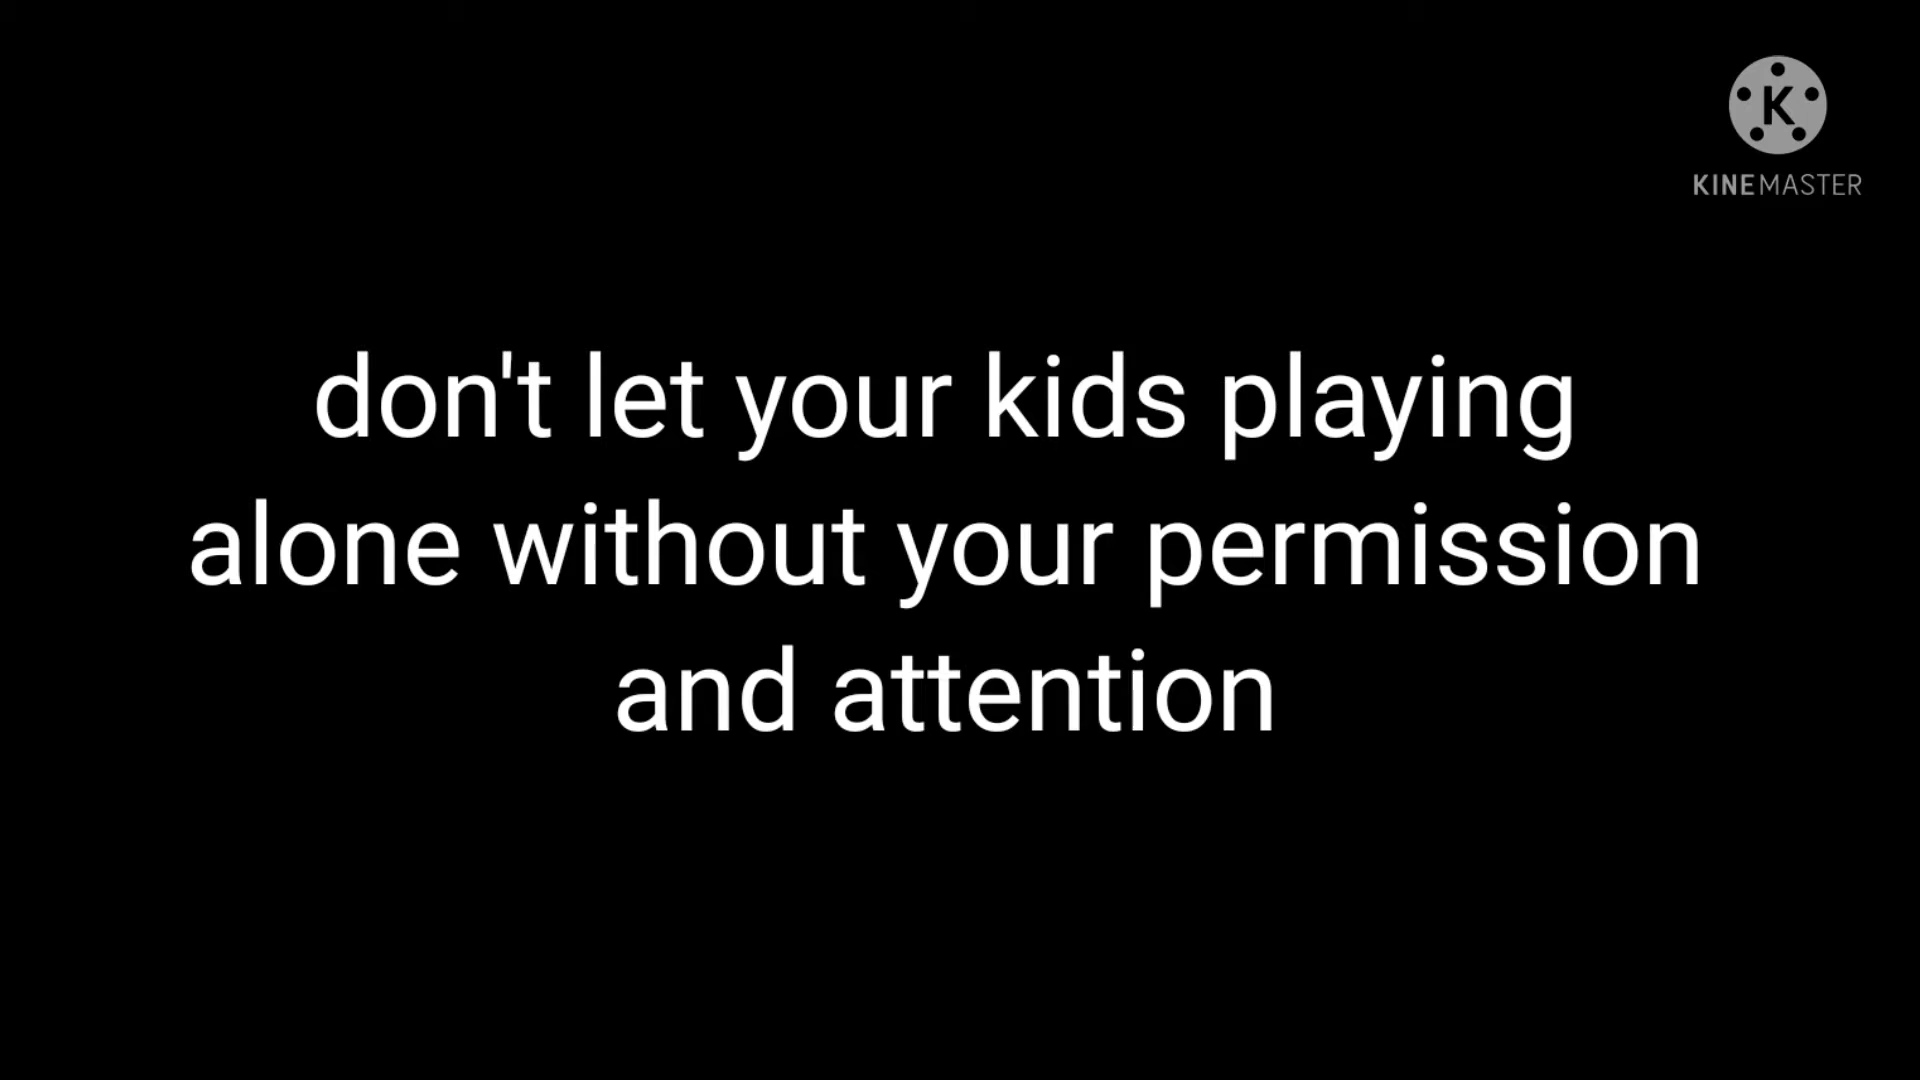 K
KINEMASTER
don't let your kids playing
alone without your permission
and attention